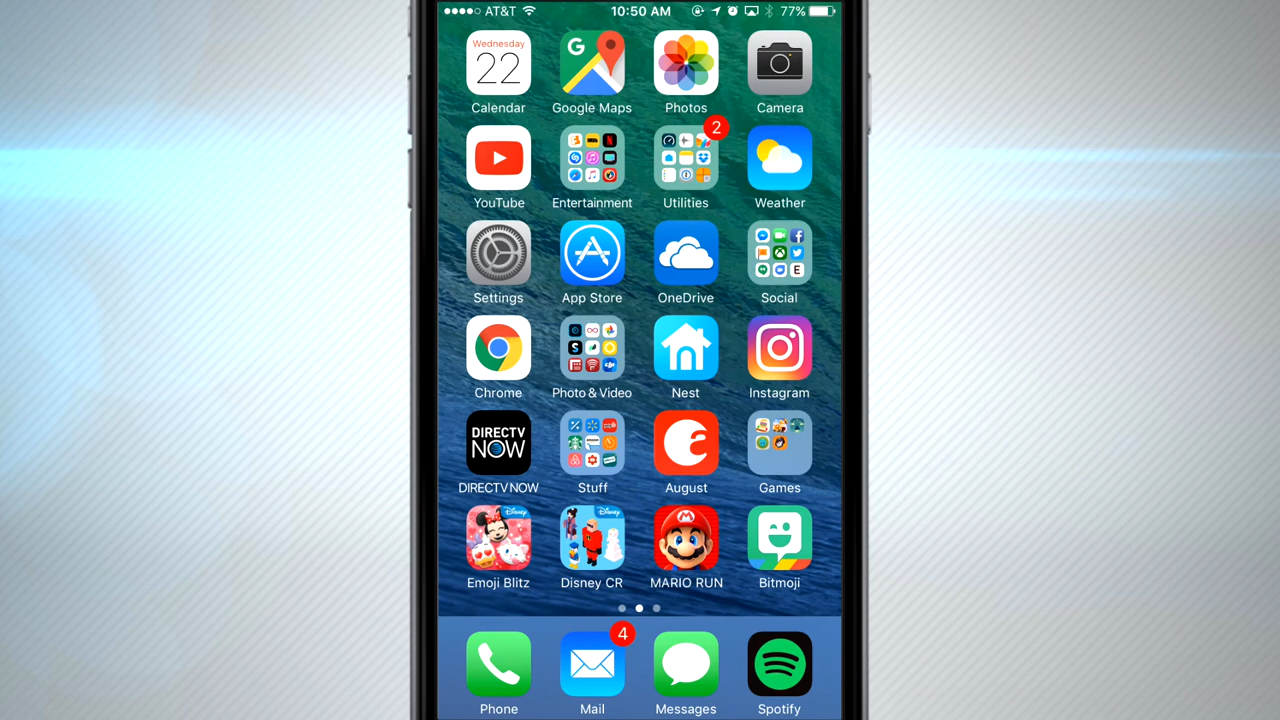 AT&T 10:50 AM 77%
Wednesday
22
G
Calendar Google Maps Photos Camera
2
YouTube Entertainment Utilities Weather
Settings App Store OneDrive Social
E
Chrome Photo & Video Nest Instagram
DIRECTV
NOW
a
DIRECTV NOW Stuff August Games
Disney Disney
M
Emoji Blitz Disney CR MARIO RUN Bitmoji
4
Phone Mail Messages Spotify